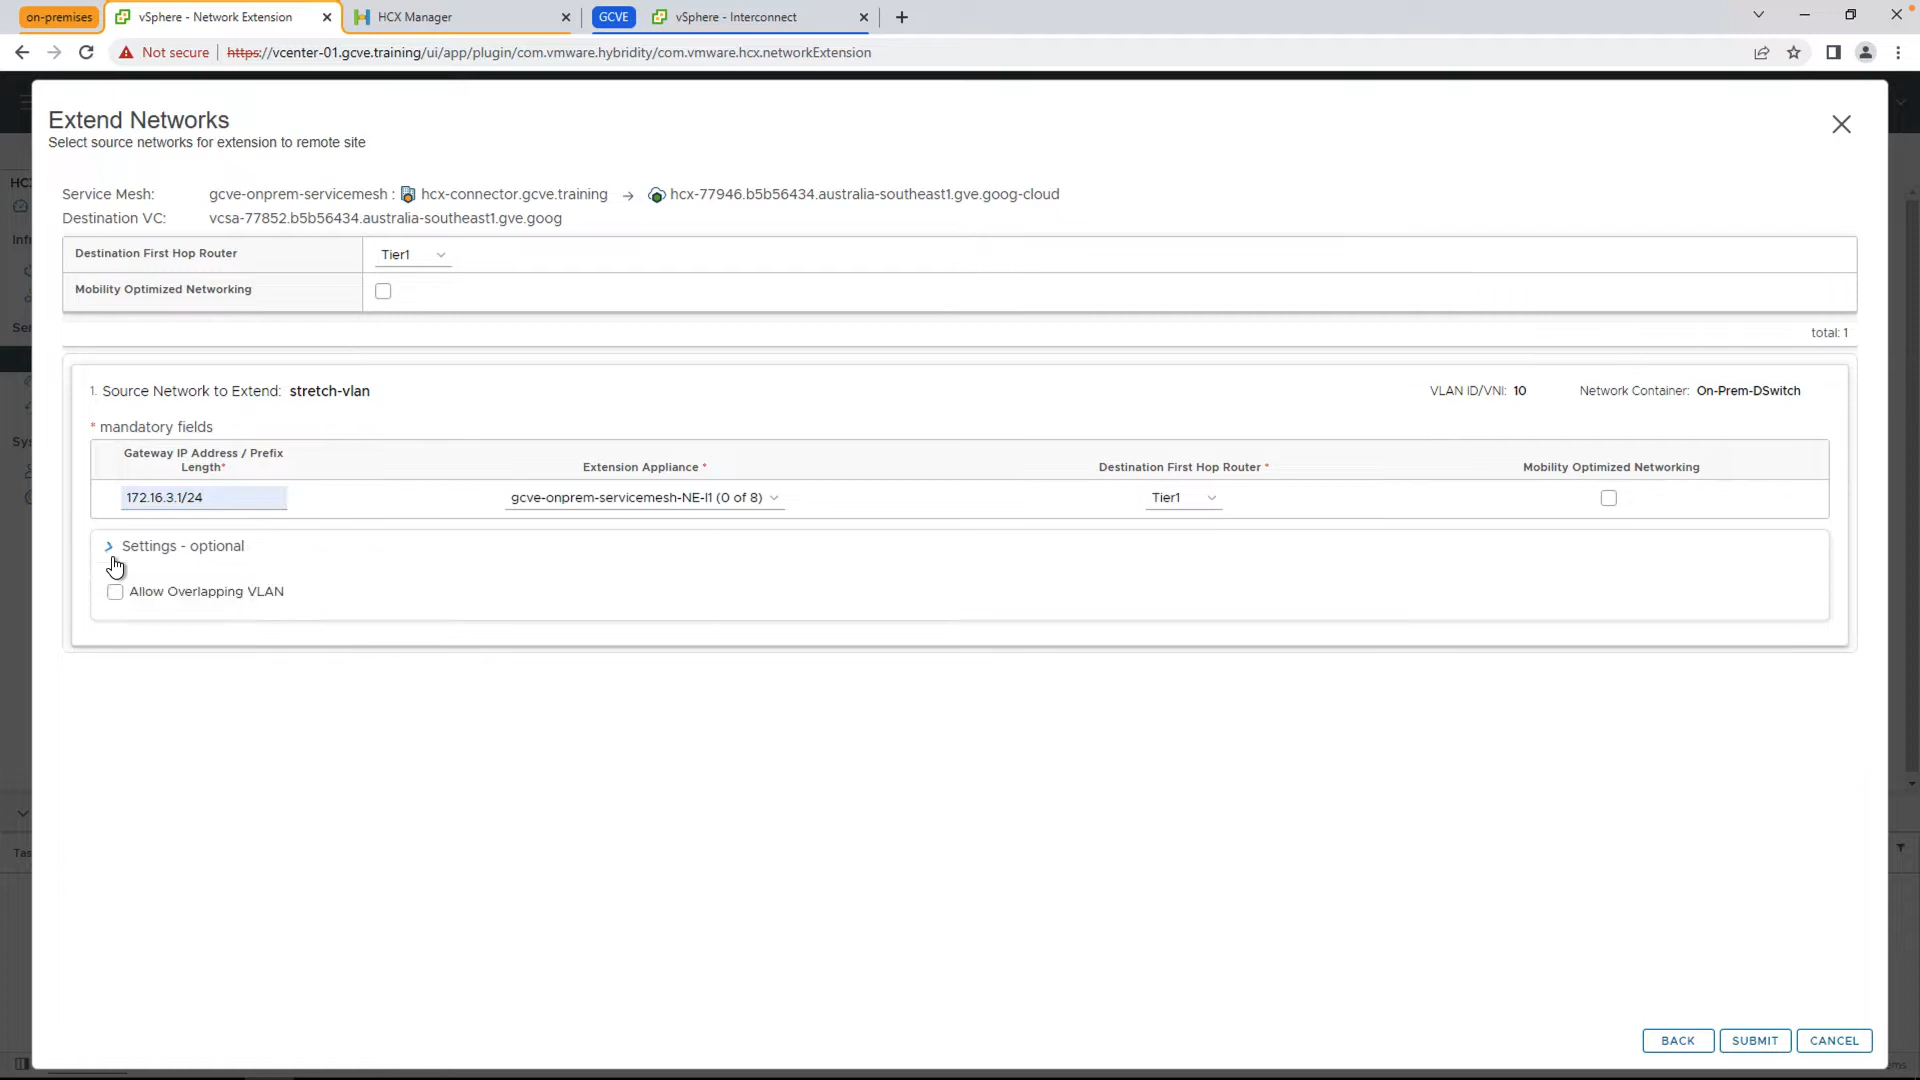 on-premises
vSphere - Network Extension
HCX Manager
GCVE
vSphere - Interconnect
Not secure
https://vcenter-01.gcve.training/ui/app/plugin/com.vmware.hybridity/com.vmware.hcx.networkExtension
Extend Networks
Select source networks for extension to remote site
Service Mesh: gcve-onprem-servicemesh : hcx-connector.gcve.training → hcx-77946.b5b56434.australia-southeast1.gve.goog-cloud
Destination VC: vcsa-77852.b5b56434.australia-southeast1.gve.goog
Destination First Hop Router Tier1
Mobility Optimized Networking
total: 1
1. Source Network to Extend: stretch-vlan VLAN ID/VNI: 10 Network Container: On-Prem-DSwitch
* mandatory fields
Gateway IP Address / Prefix
Length* Extension Appliance * Destination First Hop Router * Mobility Optimized Networking
172.16.3.1/24 gcve-onprem-servicemesh-NE-I1 (0 of 8) Tier1
Settings - optional
Allow Overlapping VLAN
BACK SUBMIT CANCEL